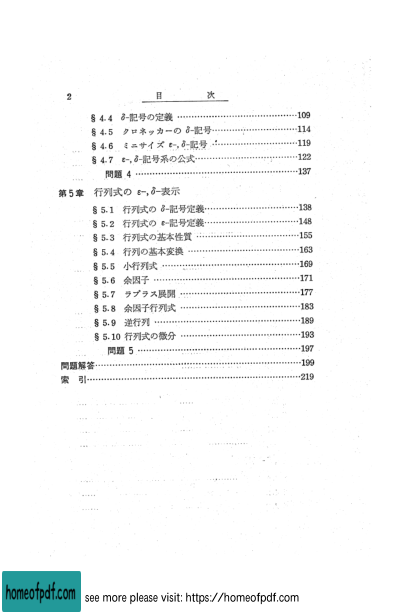 2 目 次
§ 4.4 δ-記号の定義 ……………………………109
§ 4.5 クロネッカーの δ-記号……………………114
§ 4.6 ミニサイズ ε-, δ-記号 ……………………119
§ 4.7 ε-, δ-記号系の公式…………………………122
問題 4 ……………………………………………137
第5章 行列式の ε-, δ-表示
§ 5.1 行列式の δ-記号定義………………………138
§ 5.2 行列式の ε-記号定義………………………148
§ 5.3 行列式の基本性質 …………………………155
§ 5.4 行列の基本変換 ……………………………163
§ 5.5 小行列式 ……………………………………169
§ 5.6 余因子 ………………………………………171
§ 5.7 ラプラス展開 ………………………………177
§ 5.8 余因子行列式 ………………………………183
§ 5.9 逆行列 ………………………………………189
§ 5.10 行列式の微分 ………………………………193
問題 5 ……………………………………………197
問題解答……………………………………………199
索 引………………………………………………219
homeofpdf.com see more please visit: https://homeofpdf.com